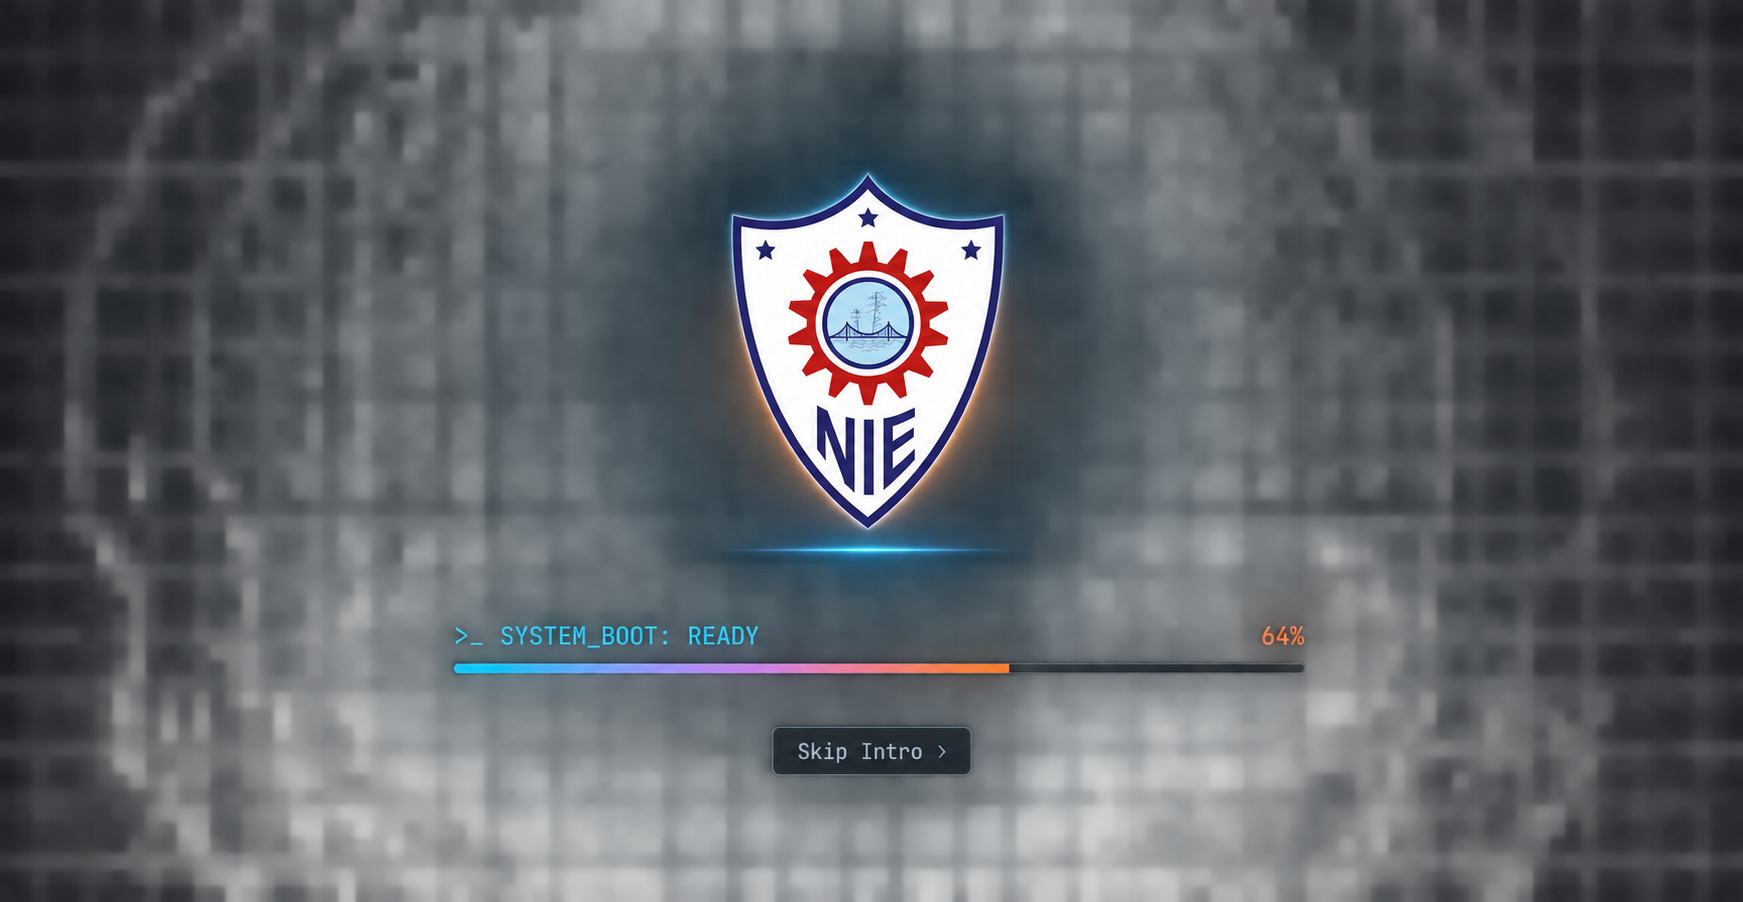 NIE
>_ SYSTEM_BOOT: READY
64%
Skip Intro >